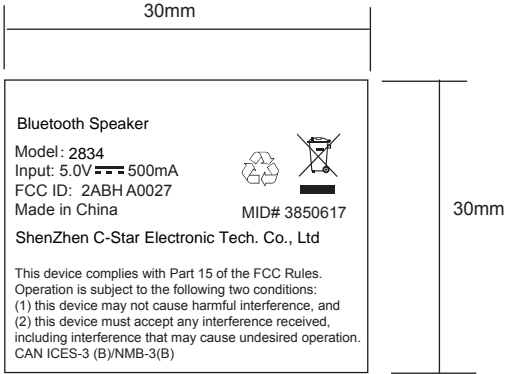 30mm
Bluetooth Speaker
Model: 2834
Input: 5.0V 500mA
FCC ID: 2ABH A0027
Made in China
MID# 3850617
30mm
ShenZhen C-Star Electronic Tech. Co., Ltd
This device complies with Part 15 of the FCC Rules.
Operation is subject to the following two conditions:
(1) this device may not cause harmful interference, and
(2) this device must accept any interference received,
including interference that may cause undesired operation.
CAN ICES-3 (B)/NMB-3(B)